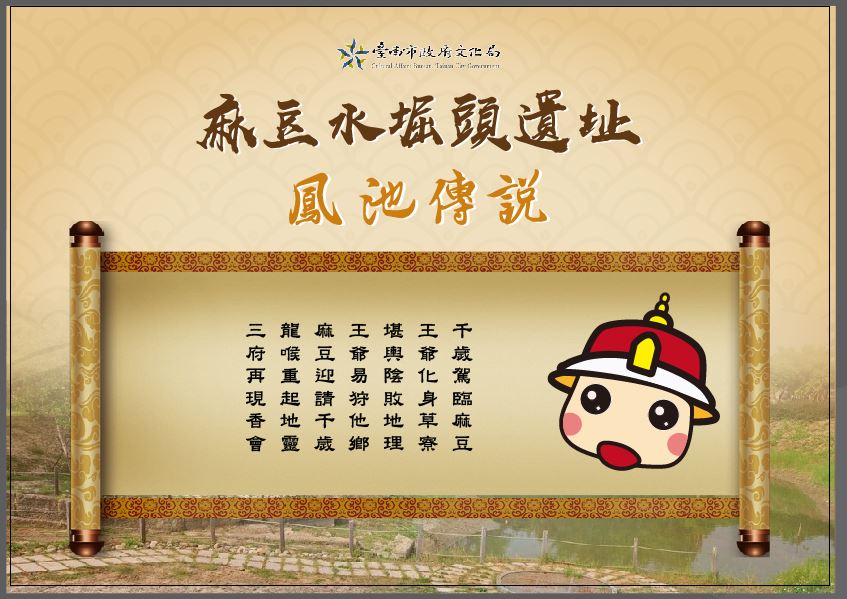 臺南市政府文化局
Cultural Affairs Bureau, Tainan City Government
麻豆水堀頭遺址
鳳池傳說
千歲駕臨麻豆
王爺化身草寮
堪輿陰敗地理
王爺易狩他鄉
麻豆迎請千歲
龍喉重起地靈
三府再現香會